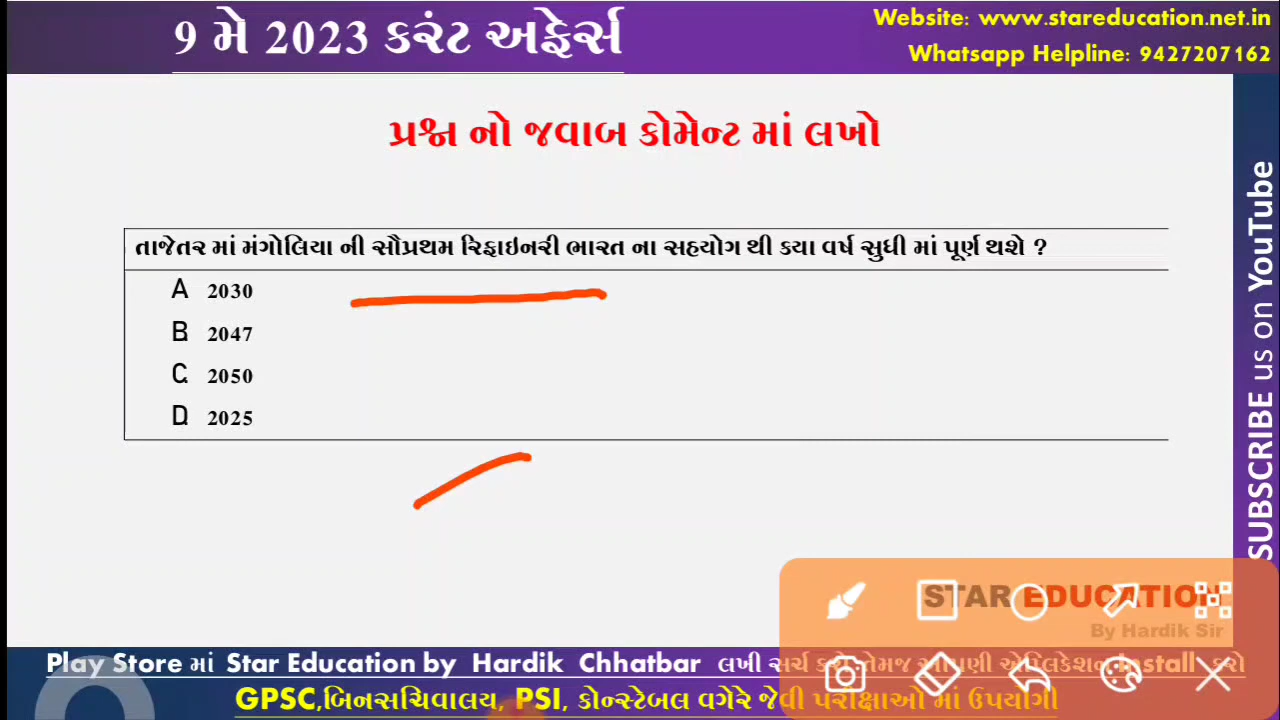 9 મે 2023 કરંટ અફેર્સ
Website: www.stareducation.net.in
Whatsapp Helpline: 9427207162
પ્રશ્ન નો જવાબ કોમેન્ટ માં લખો
તાજેતર માં મંગોલિયા ની સૌપ્રથમ રિફાઇનરી ભારત ના સહયોગ થી ક્યા વર્ષ સુધી માં પૂર્ણ થશે ?
A 2030
B. 2047
C. 2050
D. 2025
SUBSCRIBE us on YouTube
STAR EDUCATION
By Hardik Sir
Play Store માં Star Education by Hardik Chhatbar લખી સર્ચ કરો તેમજ આપણી એપ્લિકેશન Install કરો
GPSC,બિનસચિવાલય, PSI, કોન્સ્ટેબલ વગેરે જેવી પરીક્ષાઓ માં ઉપયોગી